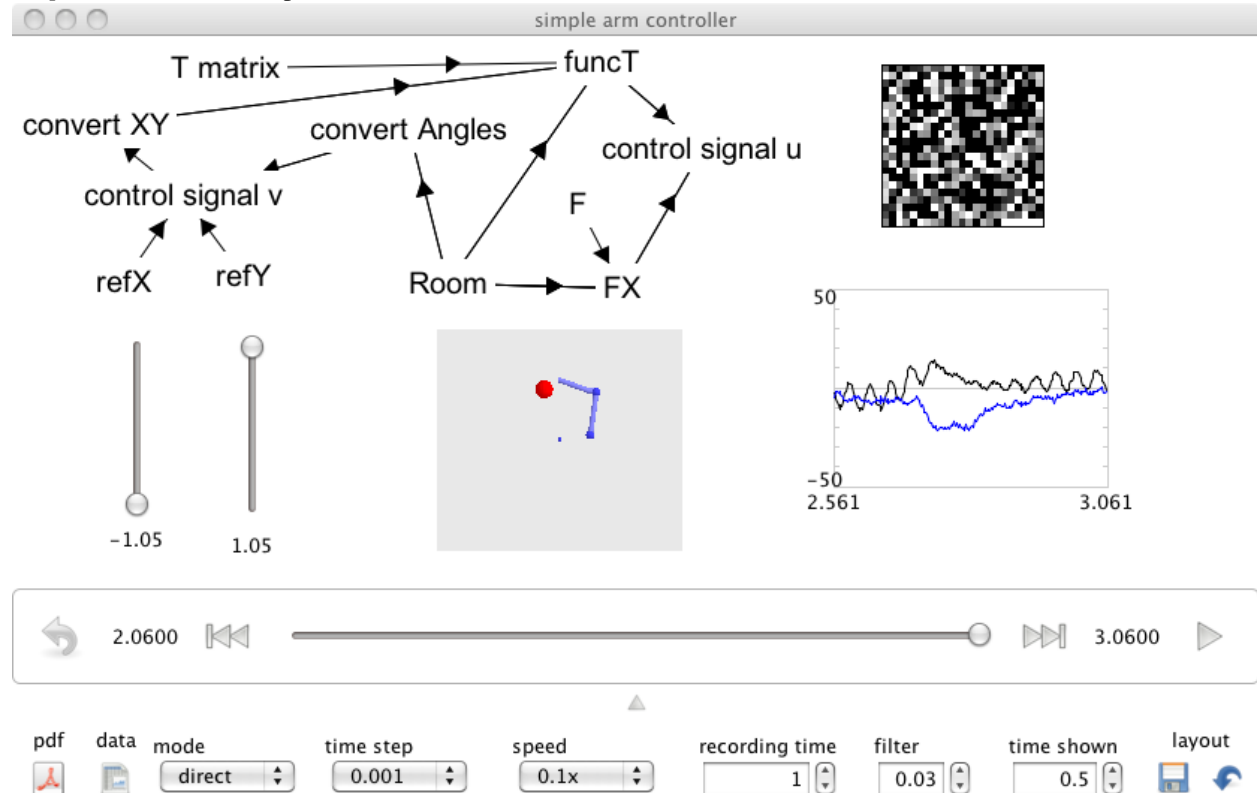 simple arm controller
T matrix
funcT
convert XY
convert Angles
control signal u
control signal v
F
refX
refY
Room
FX
50
-50
2.561
3.061
-1.05
1.05
2.0600
3.0600
pdf
data
mode
time step
speed
recording time
filter
time shown
layout
direct
0.001
0.1x
1
0.03
0.5